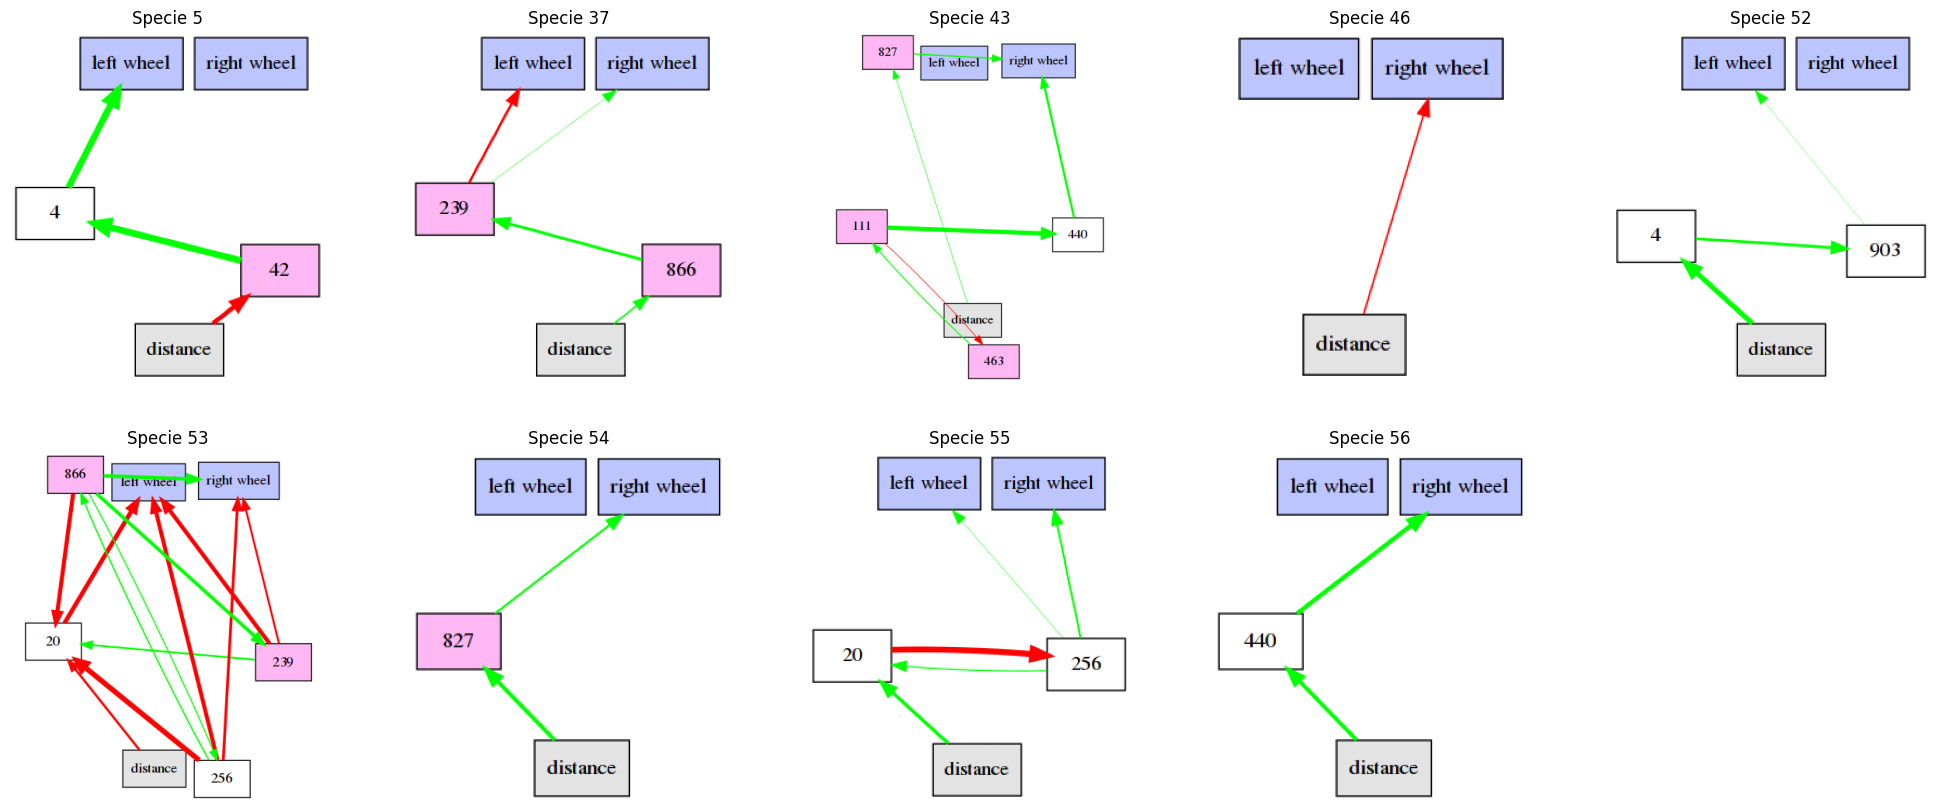 Specie 5
left wheel
right wheel
4
42
distance
Specie 37
left wheel
right wheel
239
866
distance
Specie 43
827
left wheel
right wheel
111
440
distance
463
Specie 46
left wheel
right wheel
distance
Specie 52
left wheel
right wheel
4
903
distance
Specie 53
866
left wheel
right wheel
20
239
distance
256
Specie 54
left wheel
right wheel
827
distance
Specie 55
left wheel
right wheel
20
256
distance
Specie 56
left wheel
right wheel
440
distance